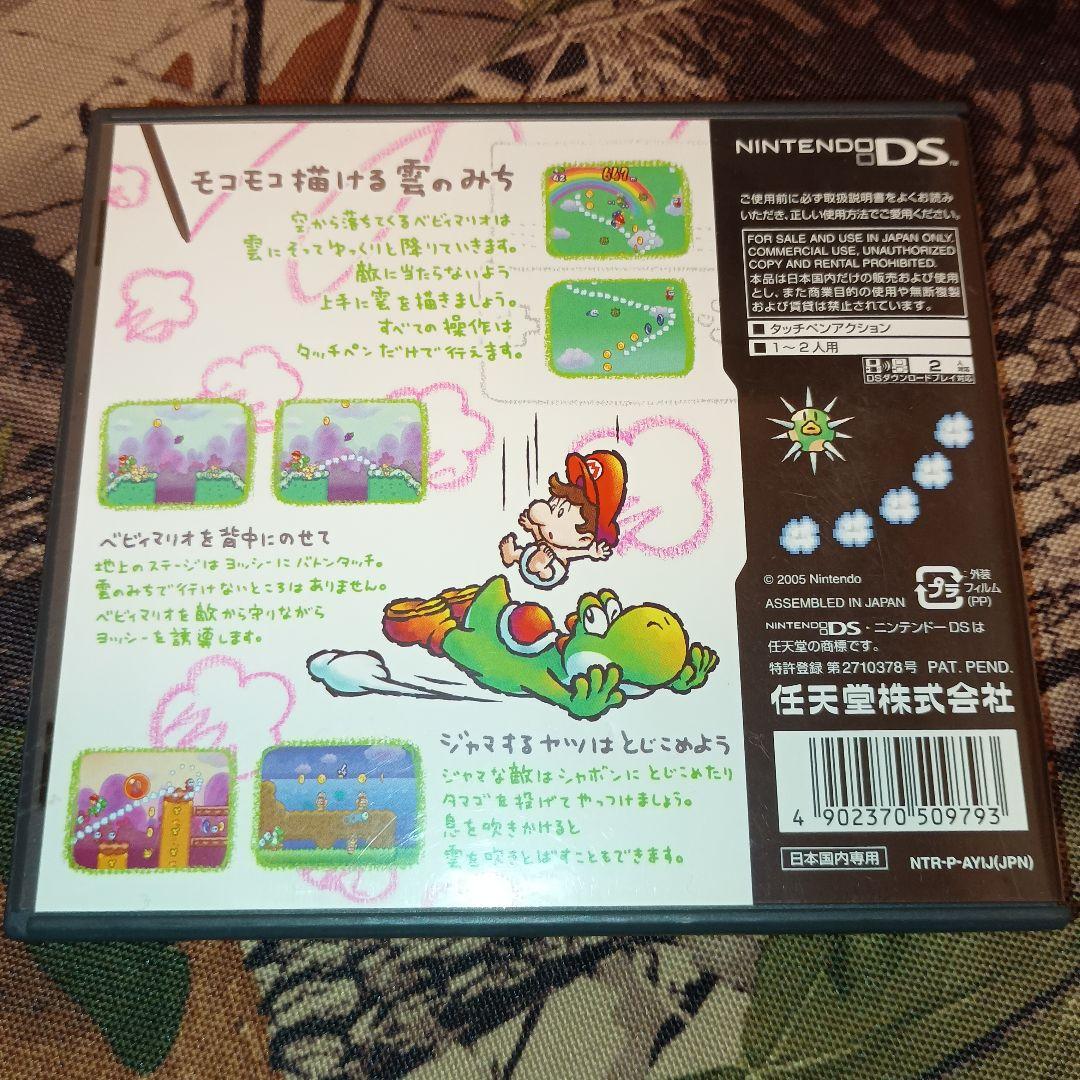 モコモコ描ける雲のみち
空から落ちてくるベビィマリオは
雲にそってゆっくりと降りていきます。
敵に当たらないよう
上手に雲を描きましょう。
すべての操作は
タッチペンだけで行えます。
ベビィマリオを背中にのせて
地上のステージはヨッシーにバトンタッチ。
雲のみちで行けないところはありません。
ベビィマリオを敵から守りながら
ヨッシーを誘導します。
ジャマするヤツはとじこめよう
ジャマな敵はシャボンにとじこめたり
タマゴを投げてやっつけましょう。
息を吹きかけると
雲を吹きとばすこともできます。
NINTENDO DS™
ご使用前に必ず取扱説明書をよくお読み
いただき、正しい使用方法でご愛用ください。
FOR SALE AND USE IN JAPAN ONLY.
COMMERCIAL USE, UNAUTHORIZED
COPY AND RENTAL PROHIBITED.
本品は日本国内だけの販売および使用
とし、また商業目的の使用や無断複製
および賃貸は禁止されています。
■ タッチペンアクション
■ 1～2人用
2 人対応
DSダウンロードプレイ対応
© 2005 Nintendo
ASSEMBLED IN JAPAN
プラ
外装
フィルム
(PP)
NINTENDO DS・ニンテンドーDSは
任天堂の商標です。
特許登録 第2710378号 PAT. PEND.
任天堂株式会社
4 902370 509793
日本国内専用
NTR-P-AYIJ(JPN)